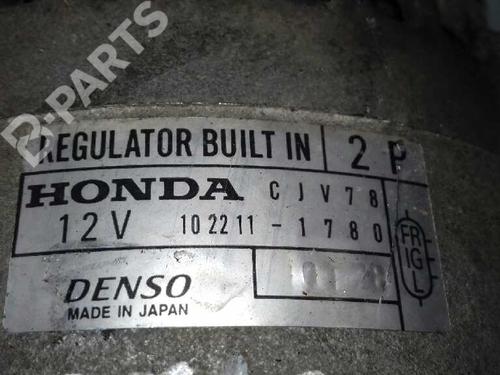 B-PARTS
REGULATOR BUILT IN 2 P
HONDA CJV78
12V 102211-1780
FR
IG
L
DENSO
MADE IN JAPAN